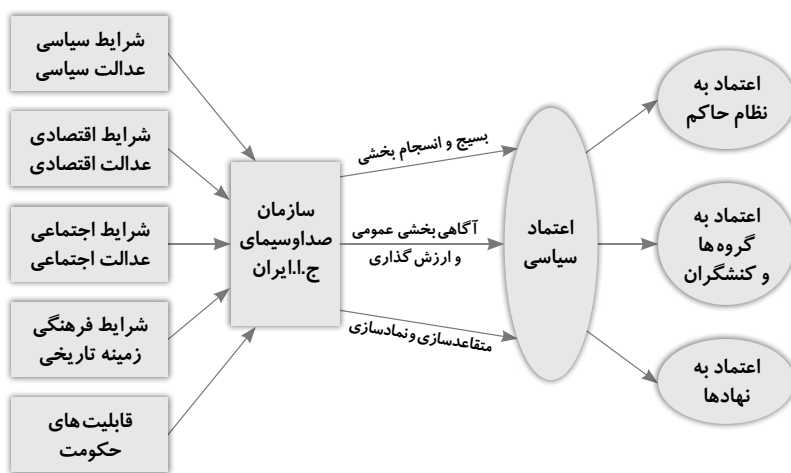 شرایط سیاسی
عدالت سیاسی
شرایط اقتصادی
عدالت اقتصادی
شرایط اجتماعی
عدالت اجتماعی
شرایط فرهنگی
زمینه تاریخی
قابلیت‌های
حکومت
سازمان
صداوسیمای
ج.ا.ایران
بسیج و انسجام بخشی
آگاهی‌بخشی عمومی
و ارزش گذاری
متقاعدسازی و نمادسازی
اعتماد
سیاسی
اعتماد به
نظام حاکم
اعتماد به
گروه‌ها
و کنشگران
اعتماد به
نهادها